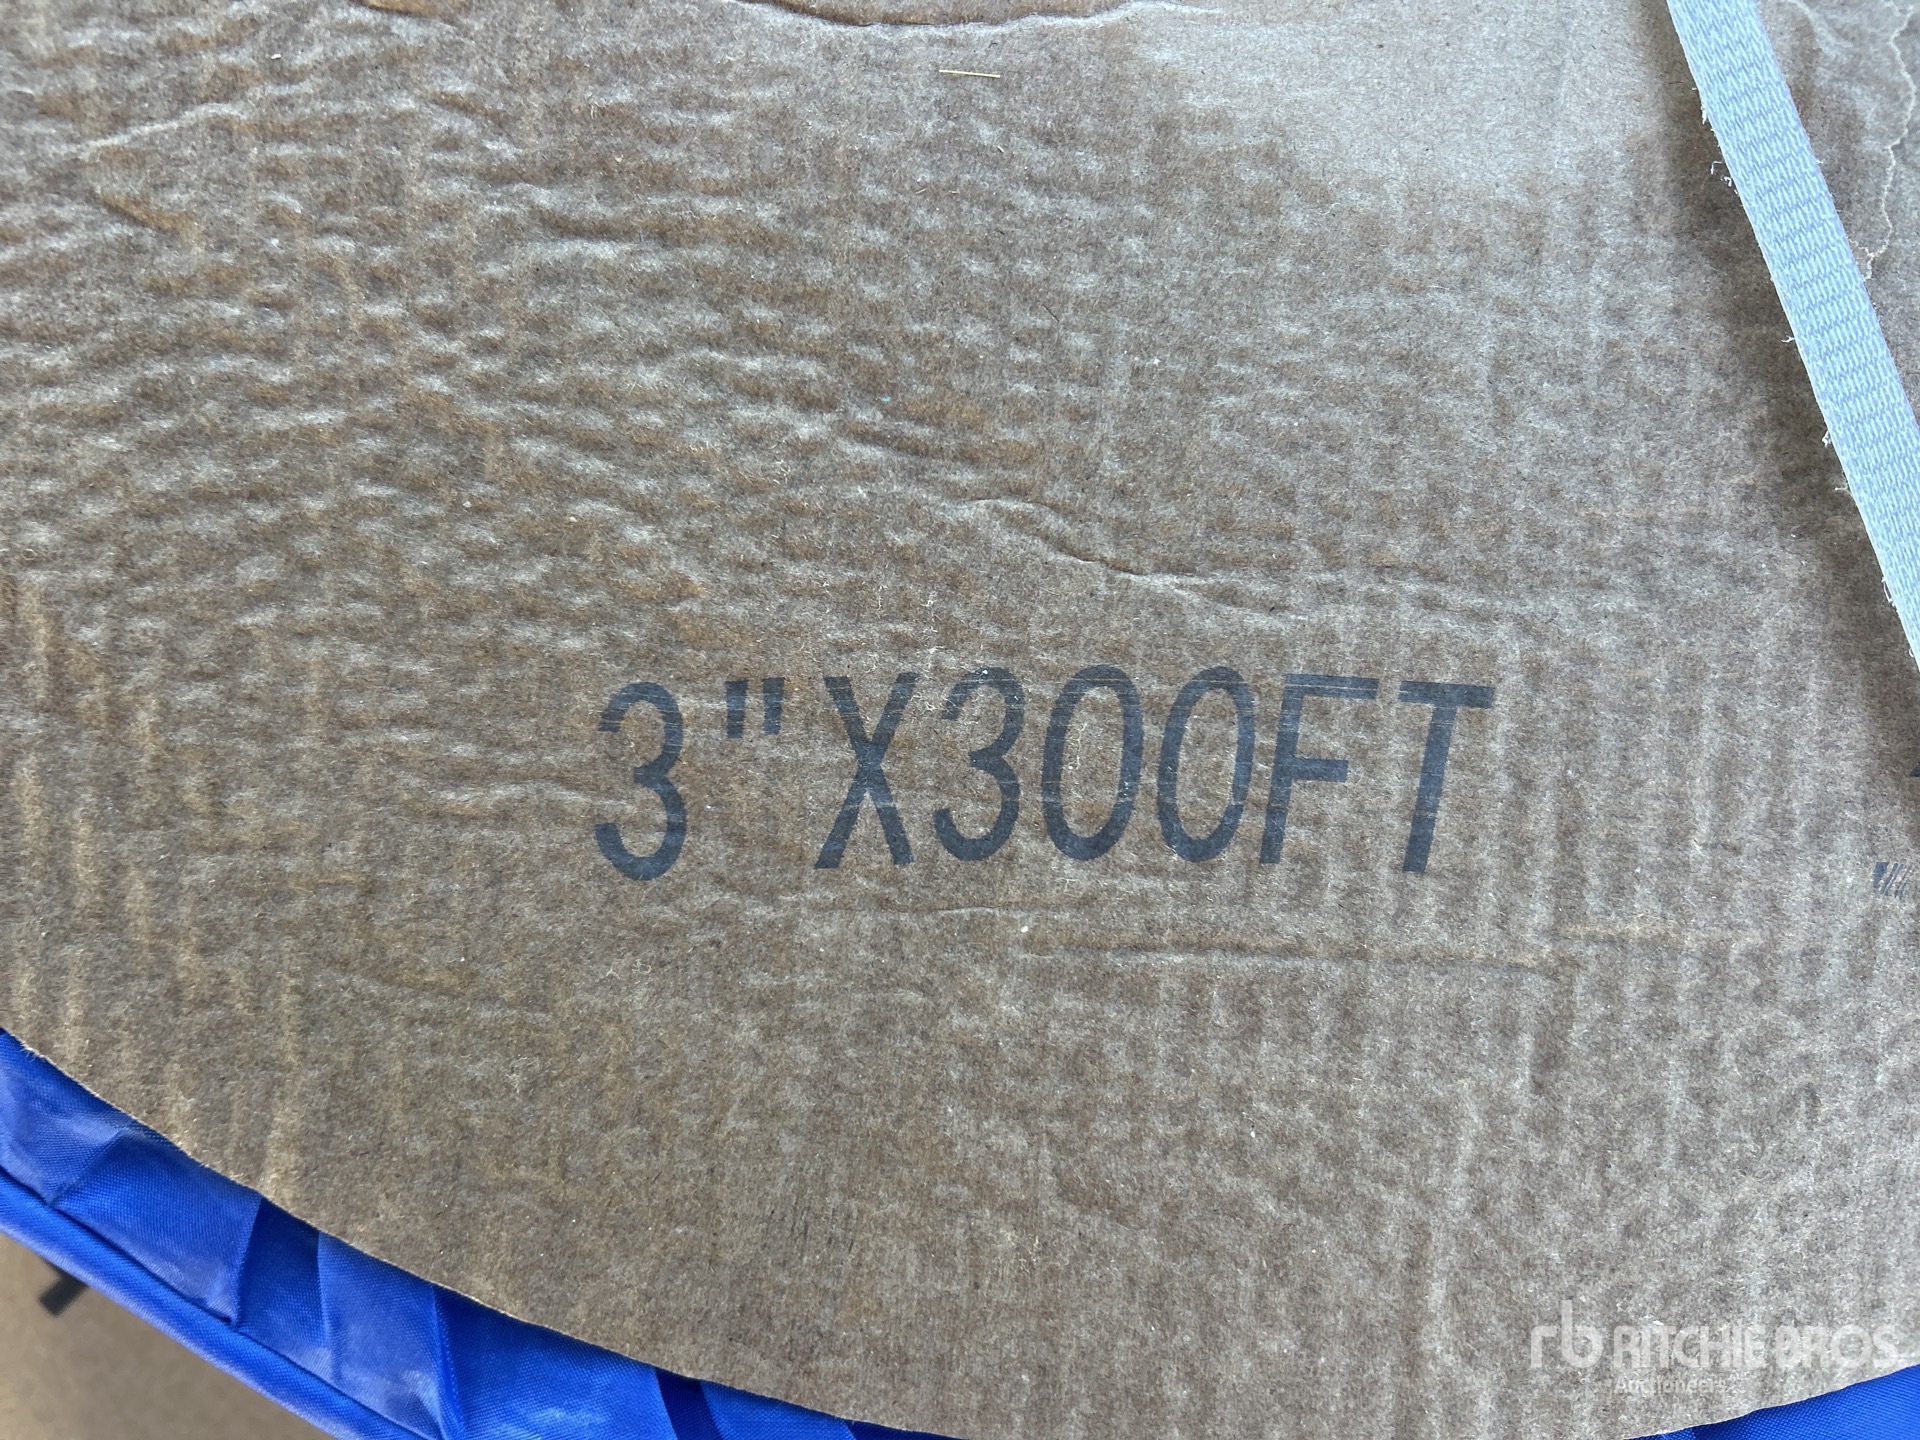 3"X300FT
rb RITCHIE BROS
Auctioneers